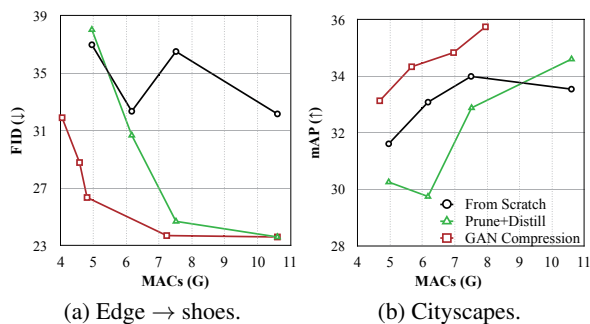 39
35
31
27
23
FID (↓)
4 5 6 7 8 9 10 11
MACs (G)
(a) Edge → shoes.
36
34
32
30
28
mAP (↑)
From Scratch
Prune+Distill
GAN Compression
4 5 6 7 8 9 10 11
MACs (G)
(b) Cityscapes.